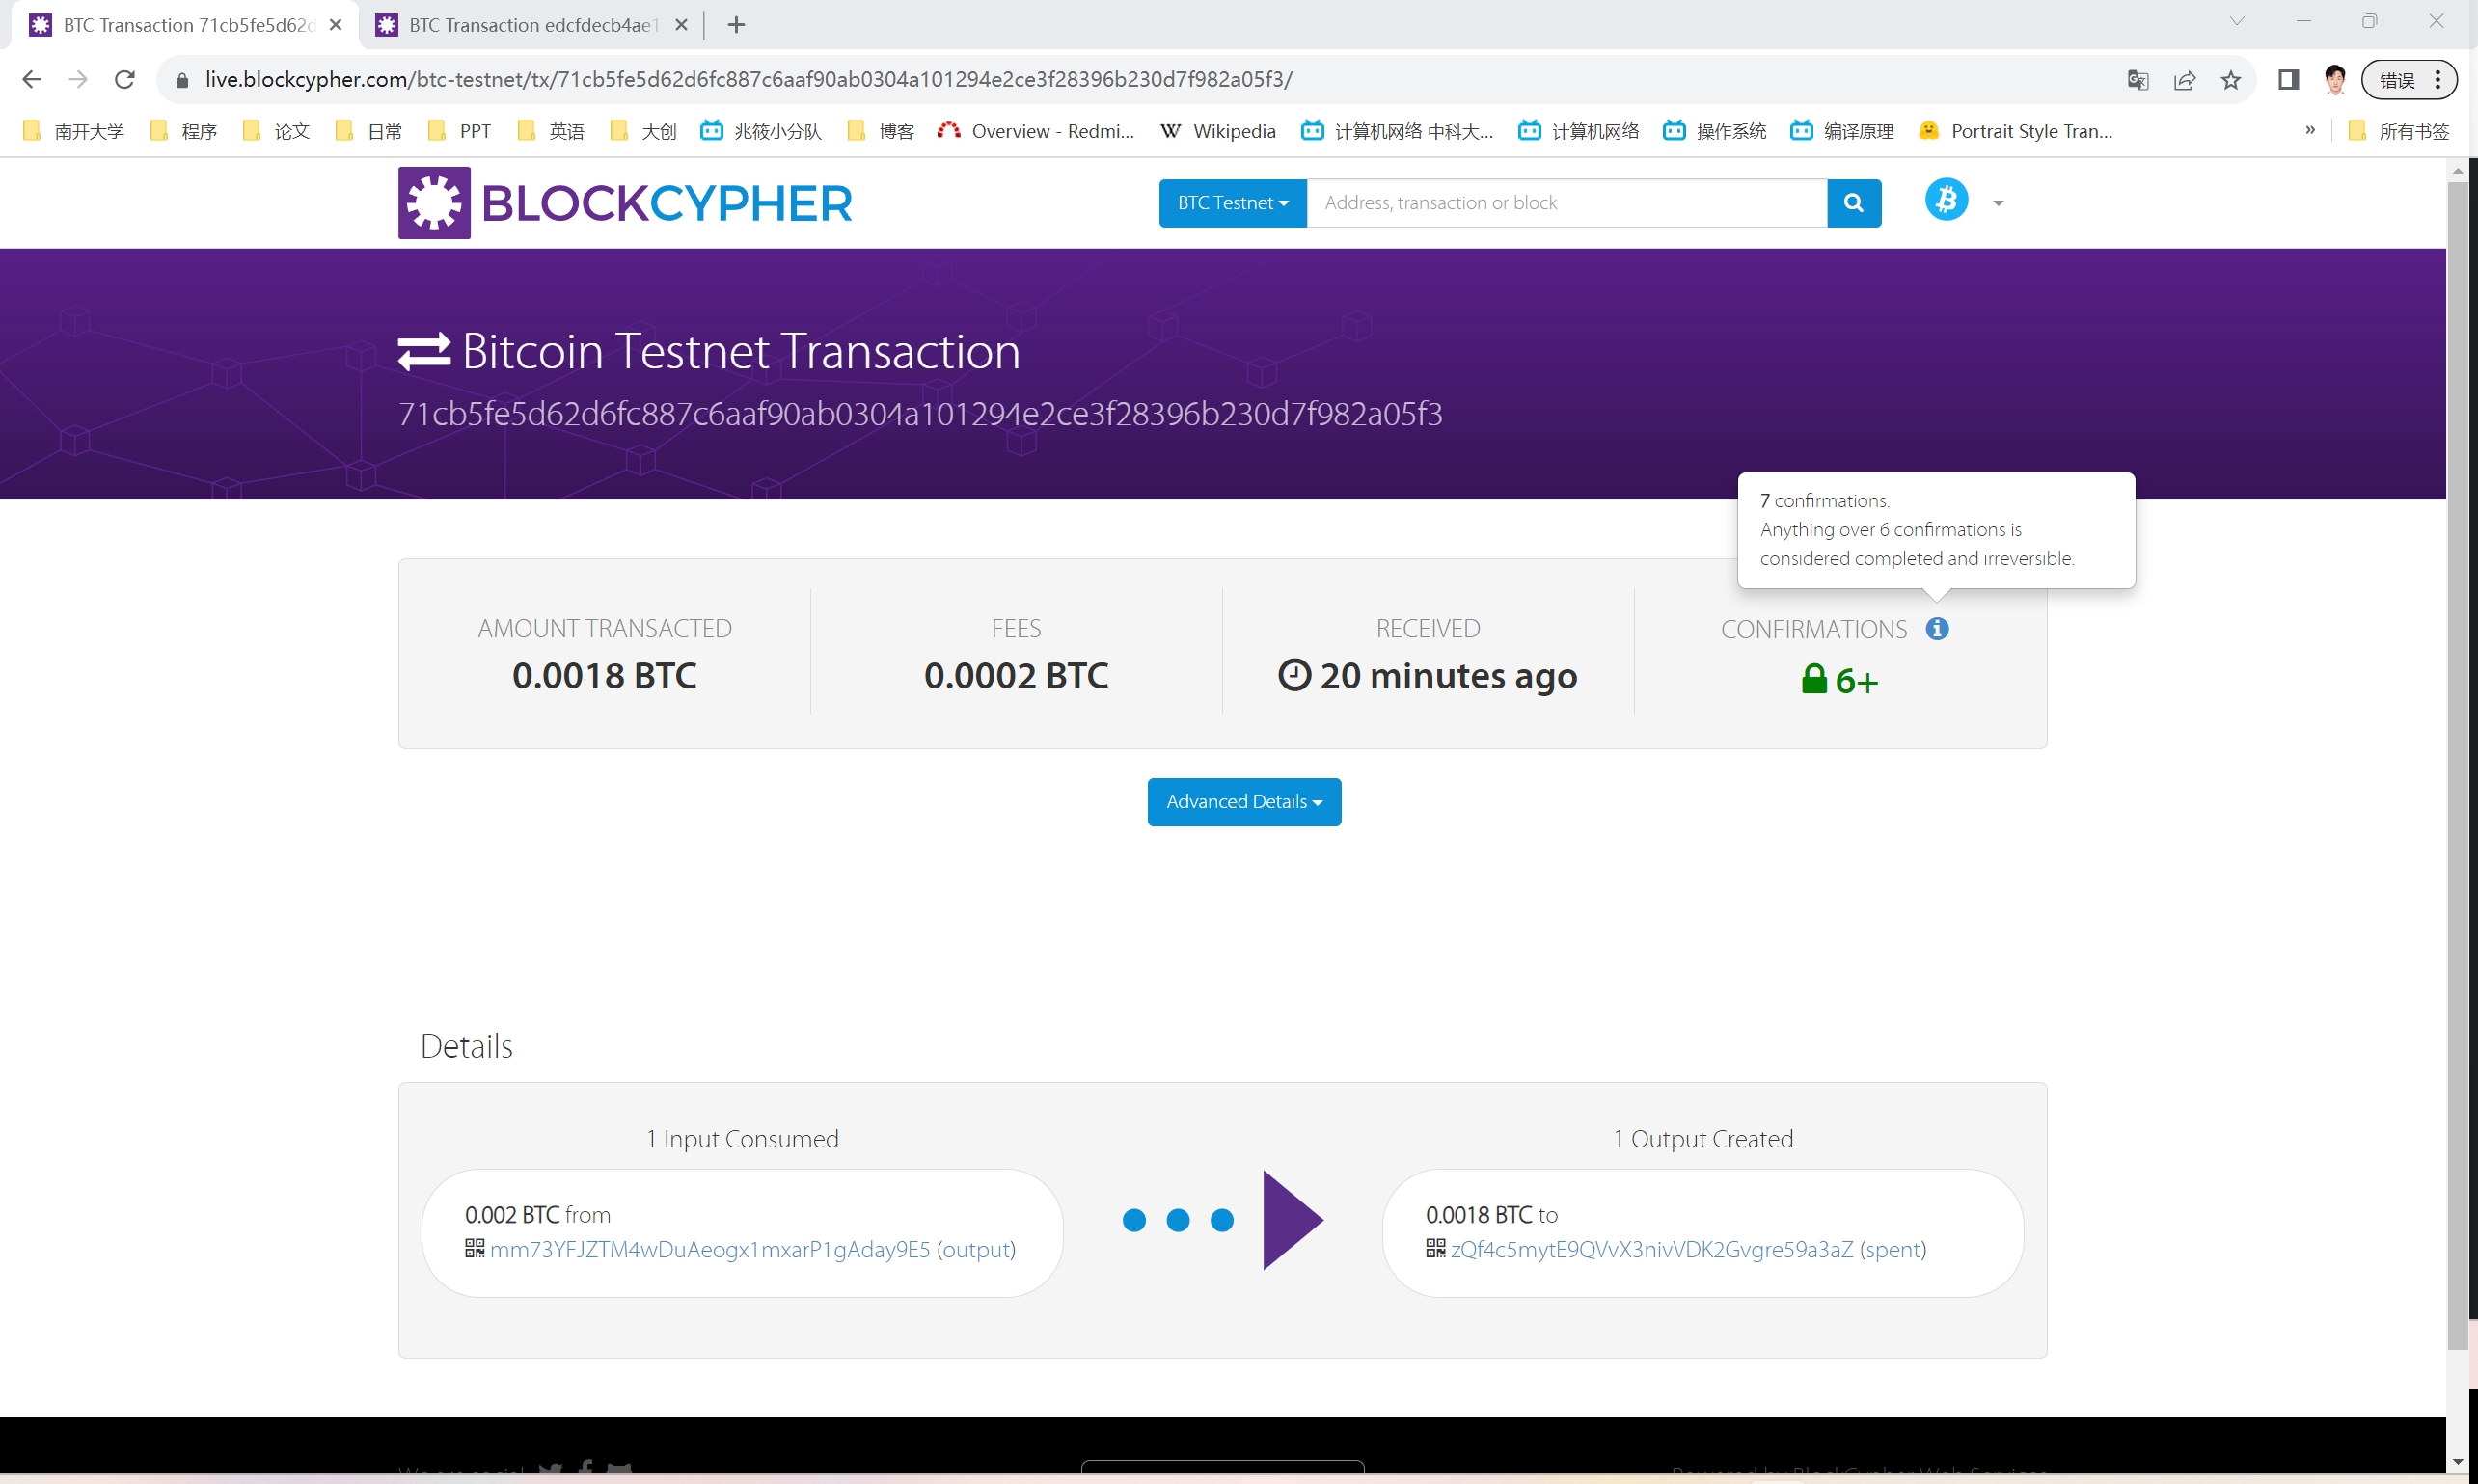 BTC Transaction 71cb5fe5d62d
BTC Transaction edcfdecb4ae1
live.blockcypher.com/btc-testnet/tx/71cb5fe5d62d6fc887c6aaf90ab0304a101294e2ce3f28396b230d7f982a05f3/
错误
南开大学 程序 论文 日常 PPT 英语 大创 兆筱小分队 博客 Overview - Redmi... Wikipedia 计算机网络 中科大... 计算机网络 操作系统 编译原理 Portrait Style Tran... » 所有书签
BLOCKCYPHER
BTC Testnet
Address, transaction or block
Bitcoin Testnet Transaction
71cb5fe5d62d6fc887c6aaf90ab0304a101294e2ce3f28396b230d7f982a05f3
7 confirmations.
Anything over 6 confirmations is
considered completed and irreversible.
AMOUNT TRANSACTED
0.0018 BTC
FEES
0.0002 BTC
RECEIVED
20 minutes ago
CONFIRMATIONS
6+
Advanced Details
Details
1 Input Consumed
0.002 BTC from
mm73YFJZTM4wDuAeogx1mxarP1gAday9E5 (output)
1 Output Created
0.0018 BTC to
zQf4c5mytE9QVvX3nivVDK2Gvgre59a3aZ (spent)